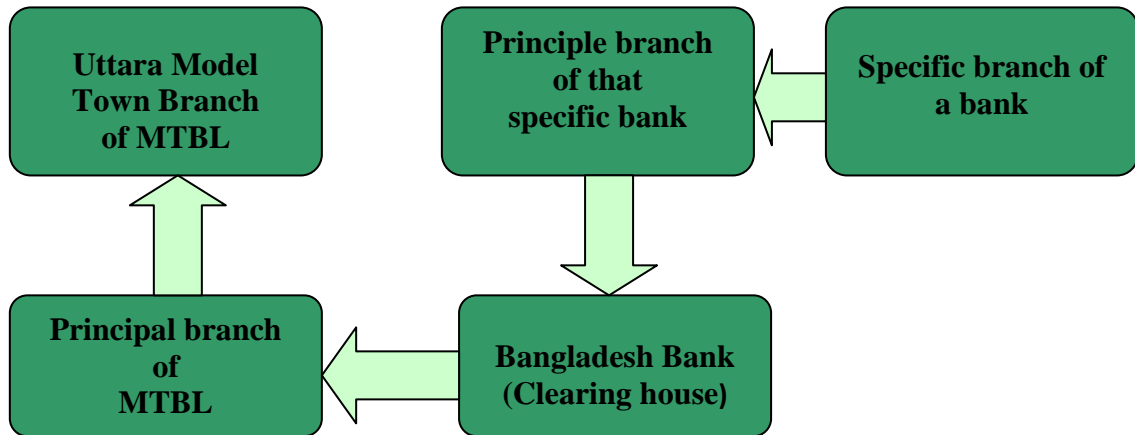 Uttara Model
Town Branch
of MTBL
Principle branch
of that
specific bank
Specific branch of
a bank
Principal branch
of
MTBL
Bangladesh Bank
(Clearing house)